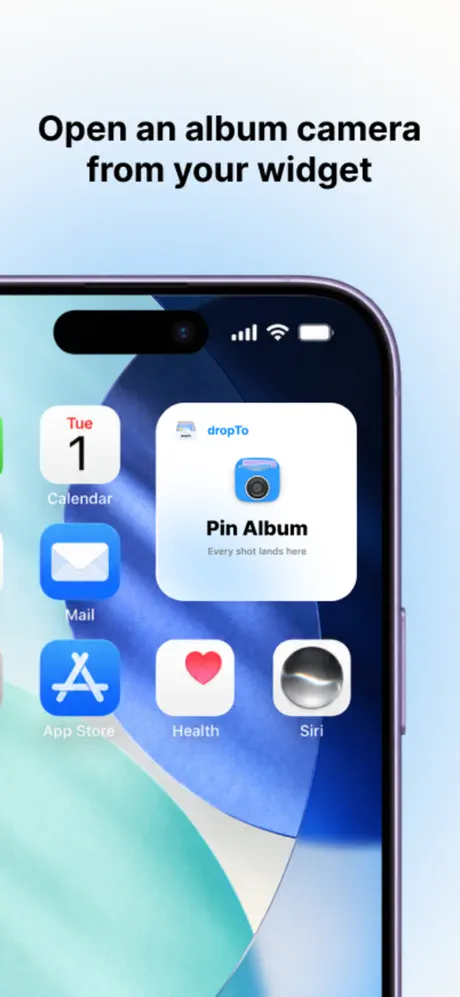 Open an album camera
from your widget
Tue
1
Calendar
dropTo
Pin Album
Every shot lands here
Mail
App Store
Health
Siri